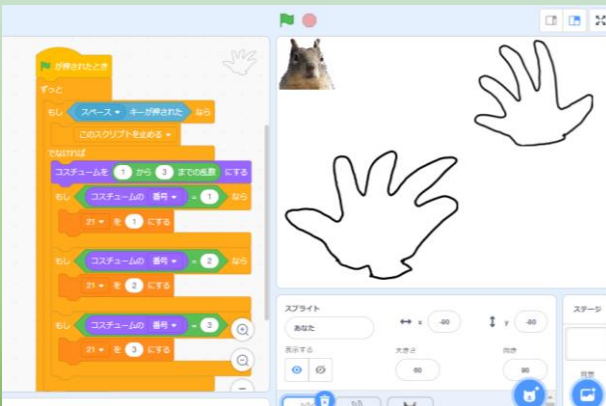 が押されたとき
ずっと
もし スペース キーが押された なら
このスクリプトを止める
でなければ
コスチュームを 1 から 3 までの乱数 にする
もし コスチュームの 番号 = 1 なら
21 を 1 にする
もし コスチュームの 番号 = 2 なら
21 を 2 にする
もし コスチュームの 番号 = 3
21 を 3 にする
スプライト
あなた
x -80
y -80
表示する
大きさ
向き
60
90
ステージ
背景